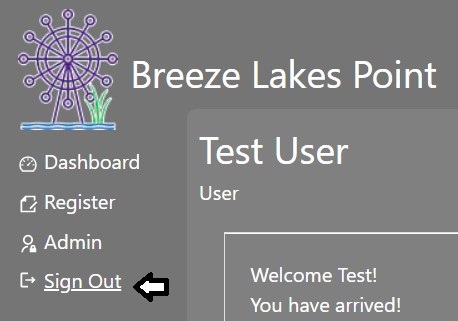 Breeze Lakes Point
Dashboard
Register
Admin
Sign Out
Test User
User
Welcome Test!
You have arrived!